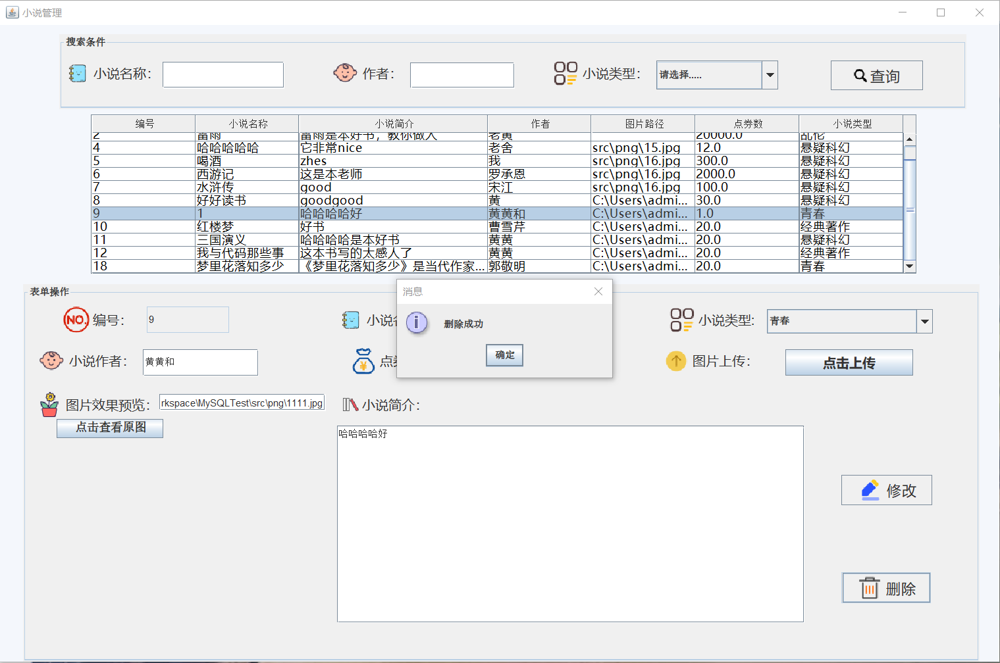 小说管理
搜索条件
小说名称：
作者：
小说类型：
请选择.....
查询
编号 小说名称 小说简介 作者 图片路径 点券数 小说类型
2 雷雨 雷雨是本好书，教你做人 老黄 20000.0 乱伦
4 哈哈哈哈哈 它非常nice 老舍 src\png\15.jpg 12.0 悬疑科幻
5 喝酒 zhes 我 src\png\16.jpg 300.0 悬疑科幻
6 西游记 这是本老师 罗承恩 src\png\16.jpg 2000.0 悬疑科幻
7 水浒传 good 宋江 src\png\16.jpg 100.0 悬疑科幻
8 好好读书 goodgood 黄 C:\Users\admi... 30.0 悬疑科幻
9 1 哈哈哈哈好 黄黄和 C:\Users\admi... 1.0 青春
10 红楼梦 好书 曹雪芹 C:\Users\admi... 20.0 经典著作
11 三国演义 哈哈哈哈是本好书 黄黄 C:\Users\admi... 20.0 悬疑科幻
12 我与代码那些事 这本书写的太感人了 黄黄 C:\Users\admi... 20.0 经典著作
18 梦里花落知多少 《梦里花落知多少》是当代作家... 郭敬明 C:\Users\admi... 20.0 青春
表单操作
NO. 编号：
9
小说名
小说类型:
青春
消息
删除成功
确定
小说作者：
黄黄和
点券
图片上传：
点击上传
图片效果预览：
rkspace\MySQLTest\src\png\1111.jpg
小说简介：
点击查看原图
哈哈哈哈好
修改
删除